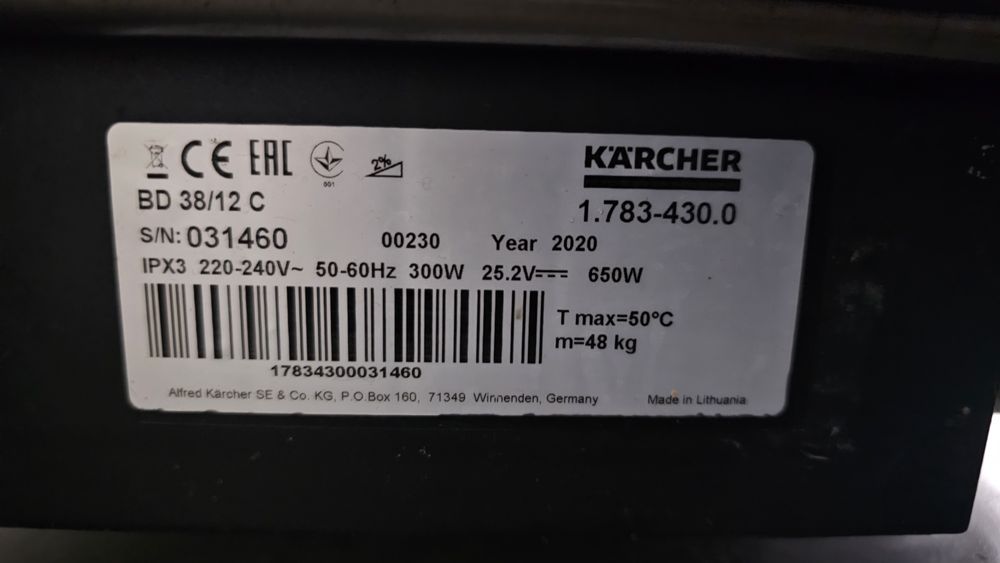 CE EAC
001
2%
KÄRCHER
BD 38/12 C
1.783-430.0
S/N: 031460 00230 Year 2020
IPX3 220-240V~ 50-60Hz 300W 25.2V⎓ 650W
T max=50°C
m=48 kg
17834300031460
Alfred Kärcher SE & Co. KG, P.O.Box 160, 71349 Winnenden, Germany Made in Lithuania